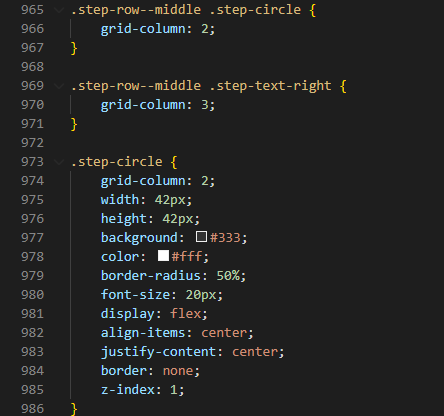 965 .step-row--middle .step-circle {
966 grid-column: 2;
967 }
968
969 .step-row--middle .step-text-right {
970 grid-column: 3;
971 }
972
973 .step-circle {
974 grid-column: 2;
975 width: 42px;
976 height: 42px;
977 background: #333;
978 color: #fff;
979 border-radius: 50%;
980 font-size: 20px;
981 display: flex;
982 align-items: center;
983 justify-content: center;
984 border: none;
985 z-index: 1;
986 }